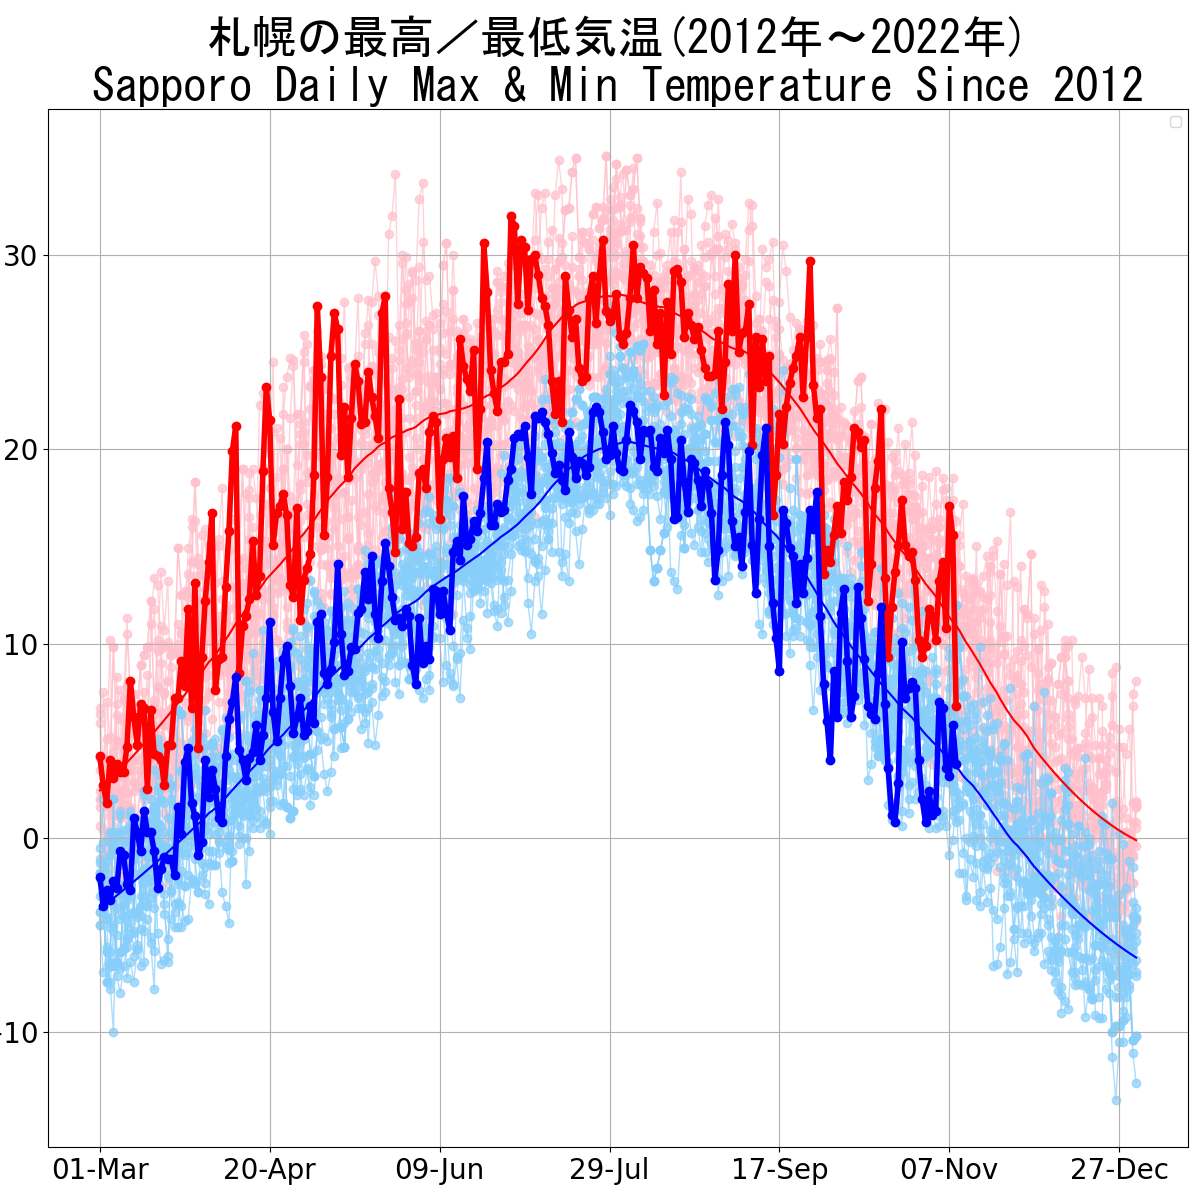 札幌の最高／最低気温(2012年～2022年)
Sapporo Daily Max & Min Temperature Since 2012
30
20
10
0
-10
01-Mar 20-Apr 09-Jun 29-Jul 17-Sep 07-Nov 27-Dec